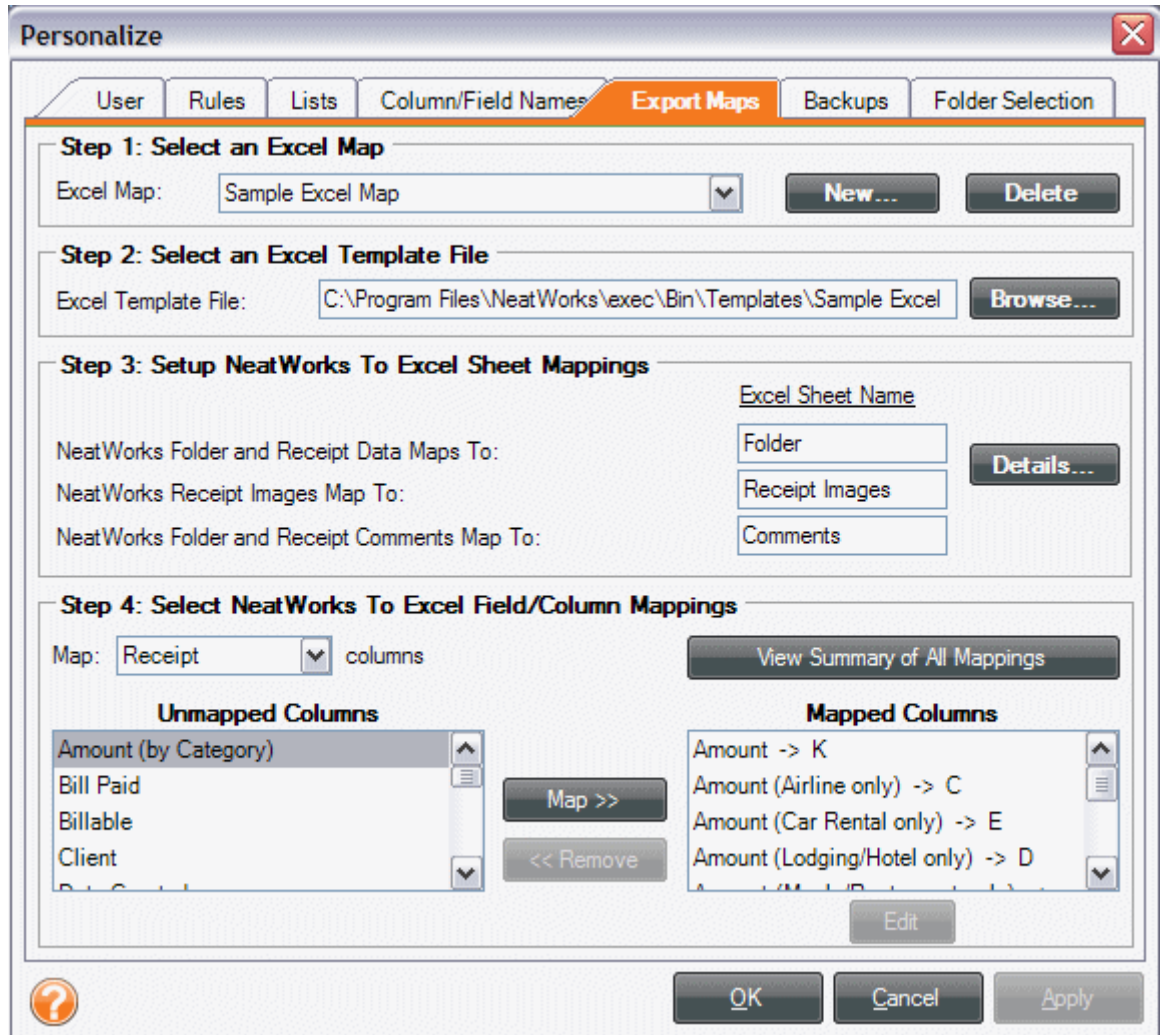 Personalize
User Rules Lists Column/Field Names Export Maps Backups Folder Selection
Step 1: Select an Excel Map
Excel Map: Sample Excel Map New... Delete
Step 2: Select an Excel Template File
Excel Template File: C:\Program Files\NeatWorks\exec\Bin\Templates\Sample Excel Browse...
Step 3: Setup NeatWorks To Excel Sheet Mappings
Excel Sheet Name
NeatWorks Folder and Receipt Data Maps To: Folder Details...
NeatWorks Receipt Images Map To: Receipt Images
NeatWorks Folder and Receipt Comments Map To: Comments
Step 4: Select NeatWorks To Excel Field/Column Mappings
Map: Receipt columns View Summary of All Mappings
Unmapped Columns Mapped Columns
Amount (by Category) Amount -> K
Bill Paid Amount (Airline only) -> C
Map >>
Billable Amount (Car Rental only) -> E
Client << Remove Amount (Lodging/Hotel only) -> D
Edit
? OK Cancel Apply